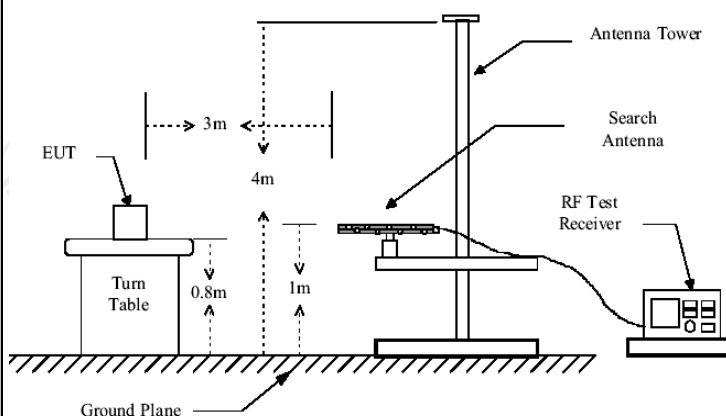 Antenna Tower
3m
Search
Antenna
EUT
4m
RF Test
Receiver
Turn
Table
0.8m
1m
Ground Plane